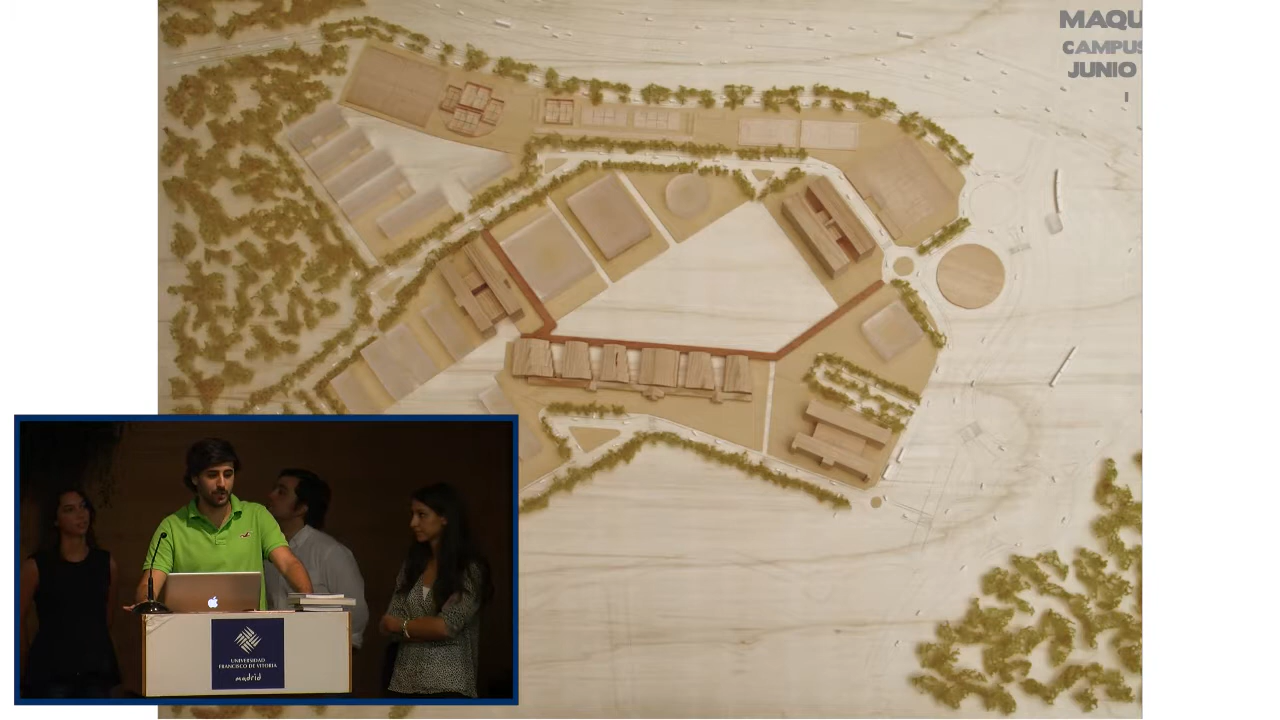 MAQU
CAMPUS
JUNIO
I
UNIVERSIDAD
FRANCISCO DE VITORIA
madrid